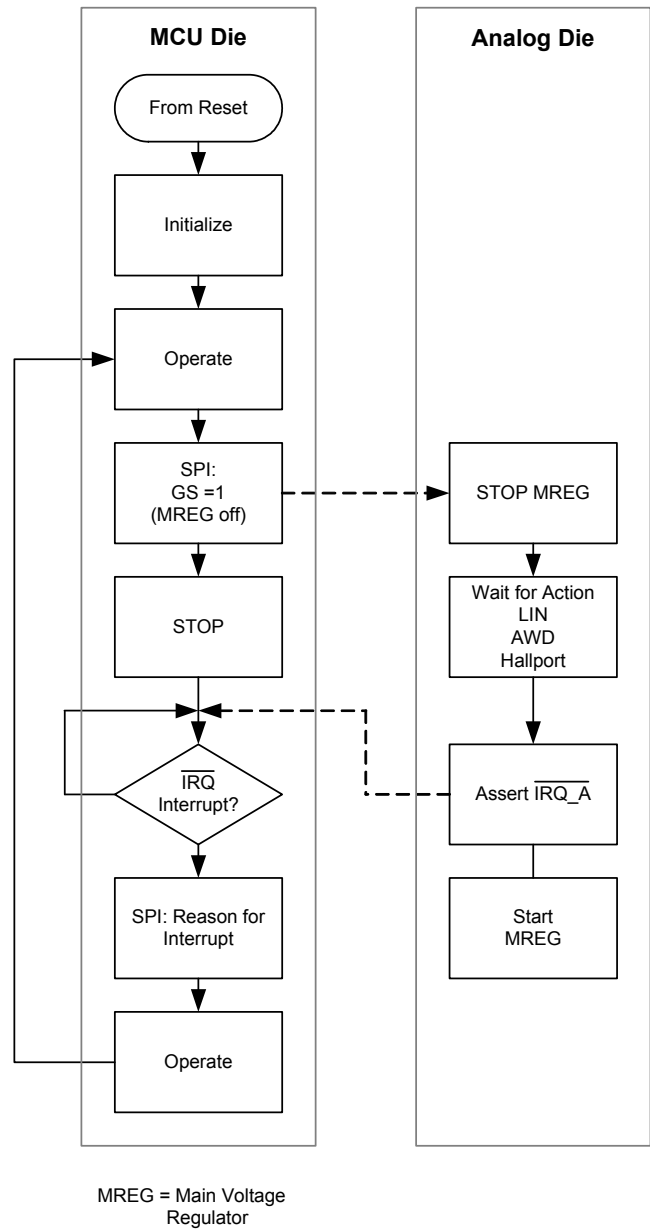 MCU Die
From Reset
Initialize
Operate
SPI:
GS =1
(MREG off)
STOP
IRQ
Interrupt?
SPI: Reason for
Interrupt
Operate
Analog Die
STOP MREG
Wait for Action
LIN
AWD
Hallport
Assert IRQ_A
Start
MREG
MREG = Main Voltage
Regulator